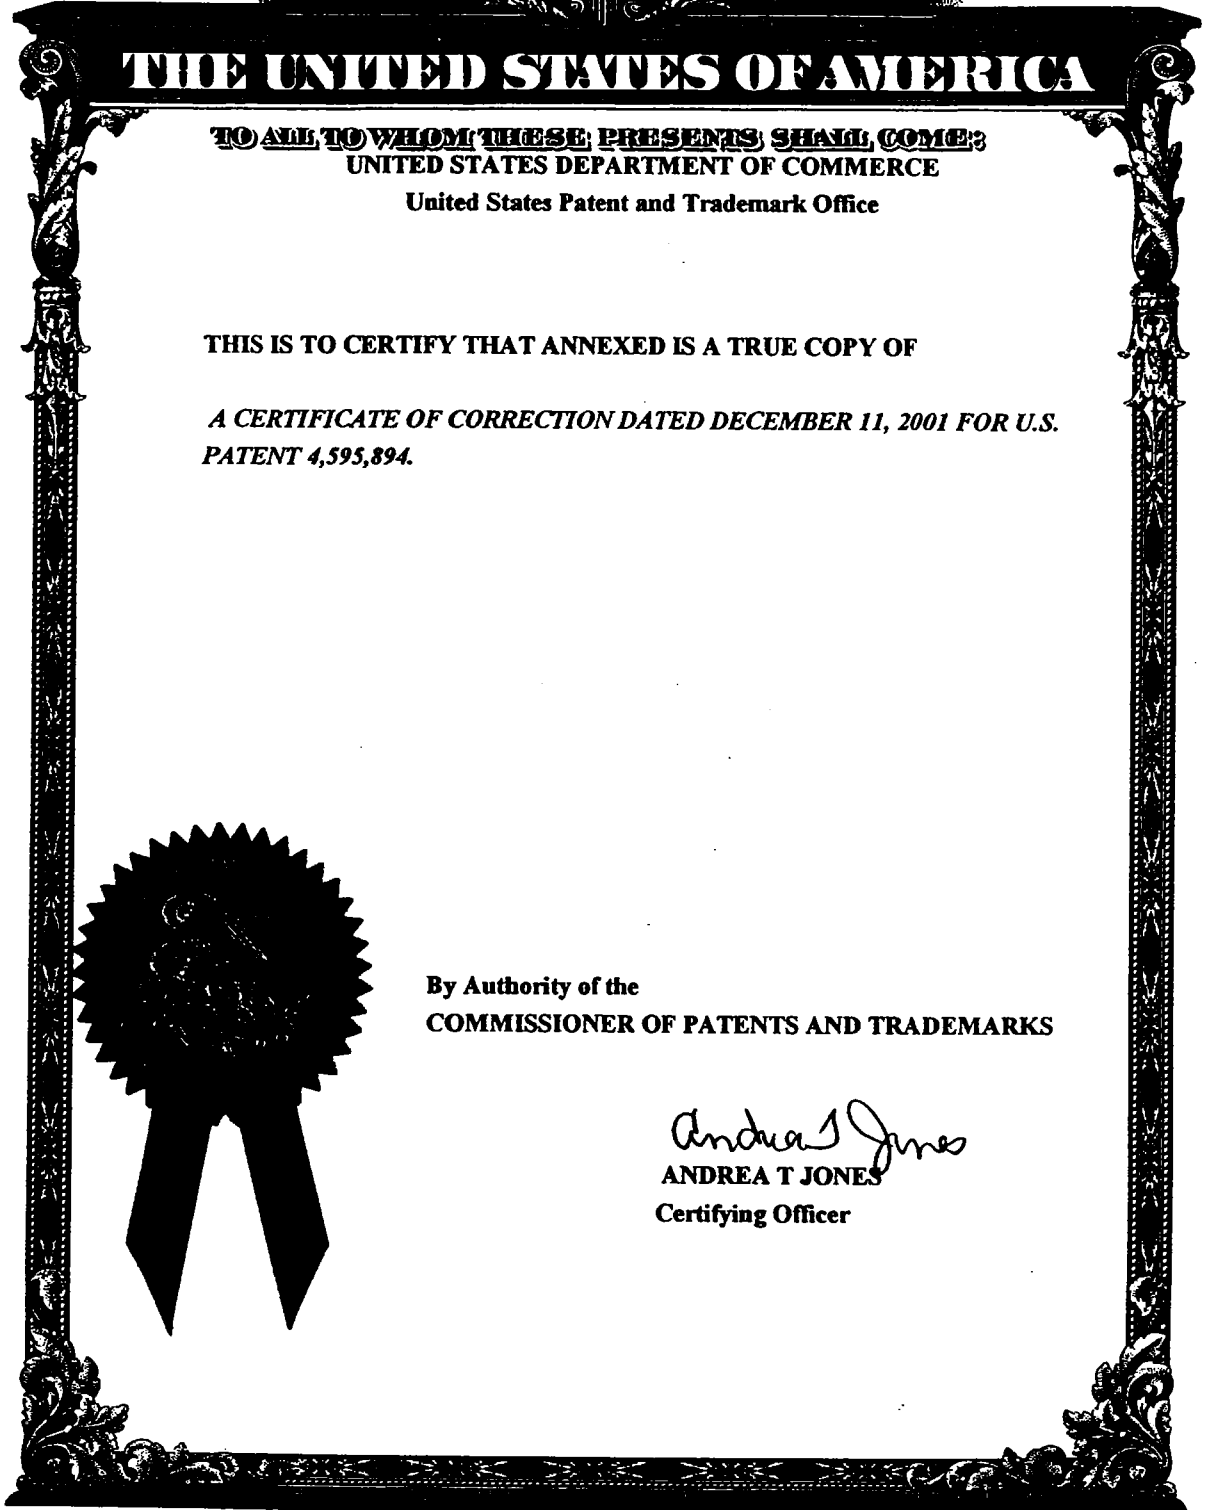 THE UNITED STATES OF AMERICA
TO ALL TO WHOM THESE PRESENTS SHALL COME:
UNITED STATES DEPARTMENT OF COMMERCE
United States Patent and Trademark Office
THIS IS TO CERTIFY THAT ANNEXED IS A TRUE COPY OF
A CERTIFICATE OF CORRECTION DATED DECEMBER 11, 2001 FOR U.S.
PATENT 4,595,894.
By Authority of the
COMMISSIONER OF PATENTS AND TRADEMARKS
Andrea T Jones
ANDREA T JONES
Certifying Officer